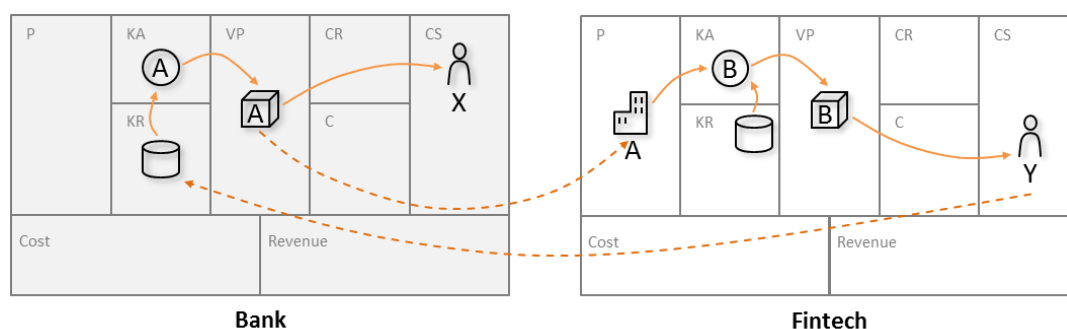 P
KA
VP
CR
CS
A
A
X
KR
C
Cost
Revenue
Bank
P
KA
VP
CR
CS
B
B
A
KR
C
Y
Cost
Revenue
Fintech